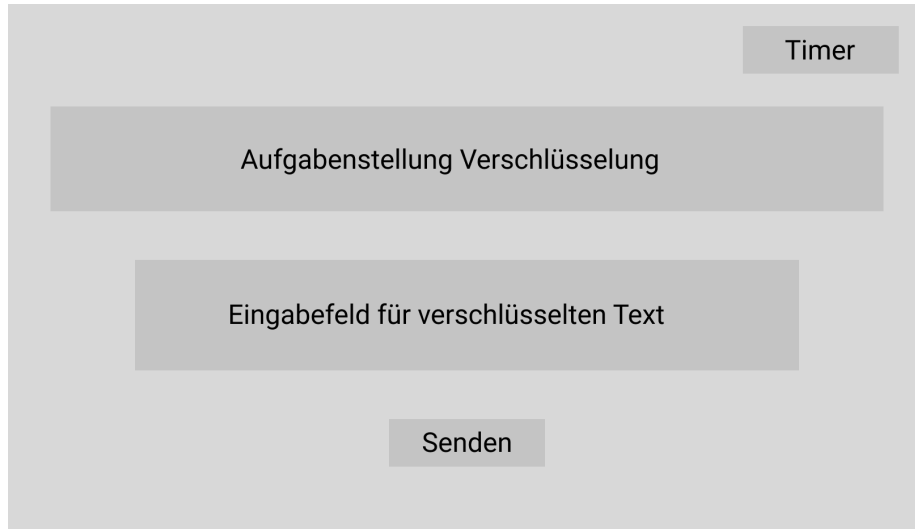 Timer
Aufgabenstellung Verschlüsselung
Eingabefeld für verschlüsselten Text
Senden